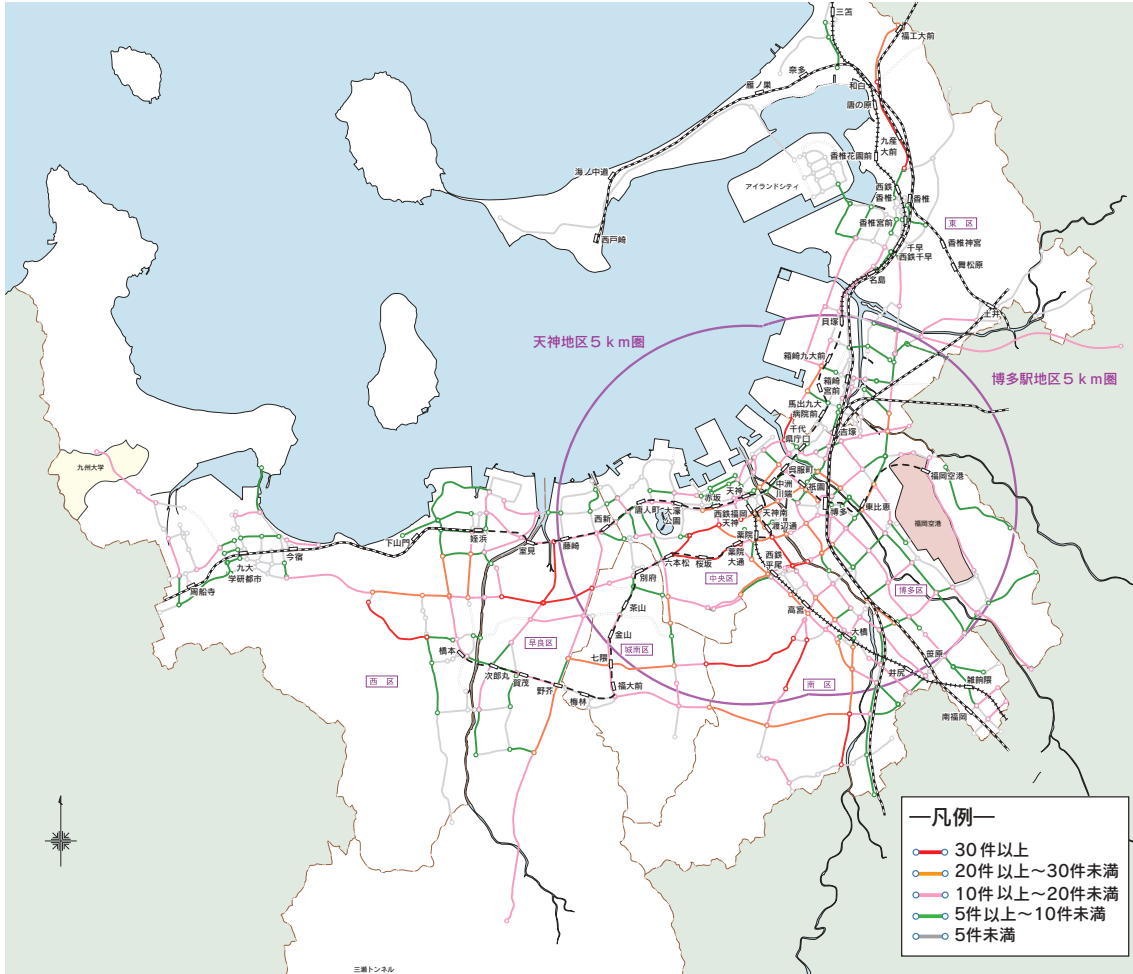 三苫
福工大前
奈多
雁ノ巣
和白
唐の原
九産
大前
香椎花園前
海ノ中道
アイランドシティ
西鉄
香椎
香椎
香椎宮前
東 区
西戸崎
千早
西鉄千早
香椎神宮
舞松原
名島
土井
貝塚
天神地区5km圏
箱崎九大前
博多駅地区5km圏
箱崎
宮前
馬出九大
病院前
千代
県庁口
吉塚
九州大学
呉服町
福岡空港
中洲
川端
祇園
赤坂
天神
唐人町
大濠
公園
西新
西鉄福岡
天神
天神南
博多
東比恵
福岡空港
渡辺通
下山門
姪浜
室見
藤崎
薬院
薬院
大通
西鉄
平尾
今宿
九大
学研都市
周船寺
六本松
桜坂
別府
中央区
博多区
茶山
高宮
金山
大橋
早良区
城南区
橋本
七隈
笹原
次郎丸
賀茂
西 区
野芥
梅林
福大前
南 区
井尻
雑餉隈
南福岡
―凡例―
30件以上
20件以上～30件未満
10件以上～20件未満
5件以上～10件未満
5件未満
三瀬トンネル